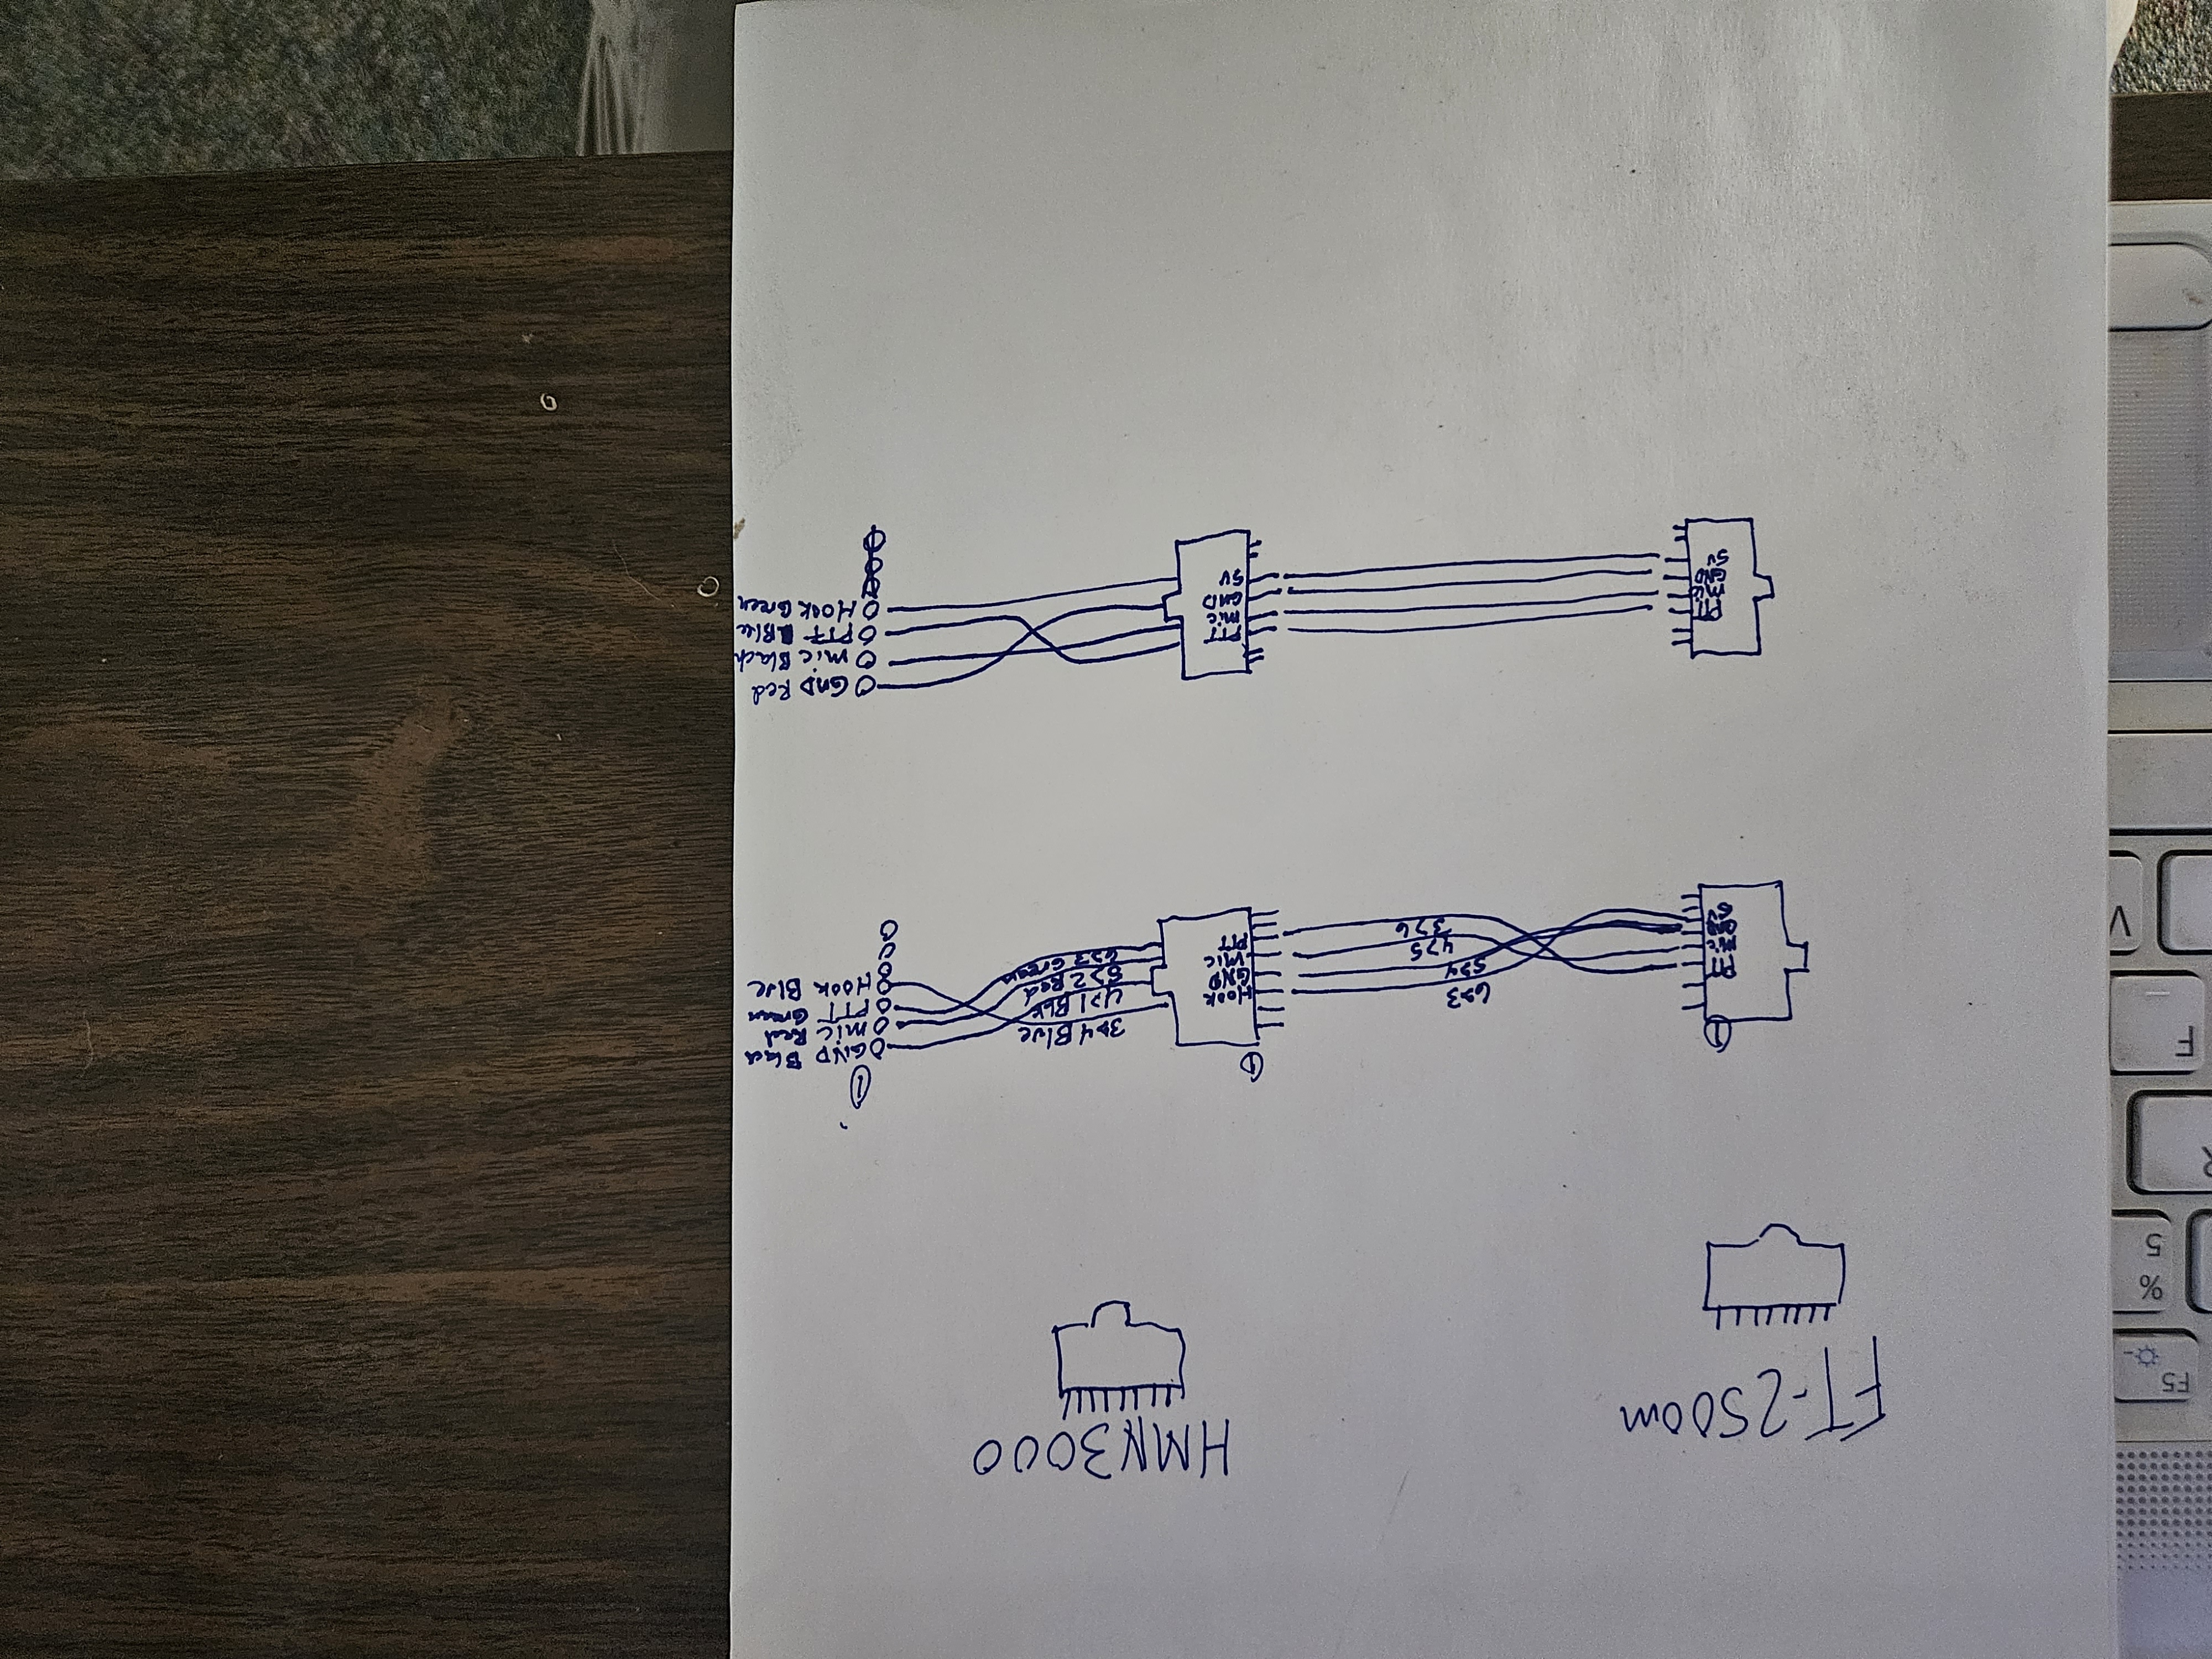 FT-2500m
HMN3000
F5
%
5
R
F
V
1
1
1
PTT
Mic
GND
5V
6>3
5>4
4>5
3>6
Hook
GND
Mic
PTT
3>4 Blue
4>1 Blk
5>2 Red
6>3 Green
GND Black
Mic Red
PTT Green
Hook Blue
PTT
Mic
GND
5V
PTT
Mic
GND
5V
GND Red
Mic Black
PTT Blue
Hook Green